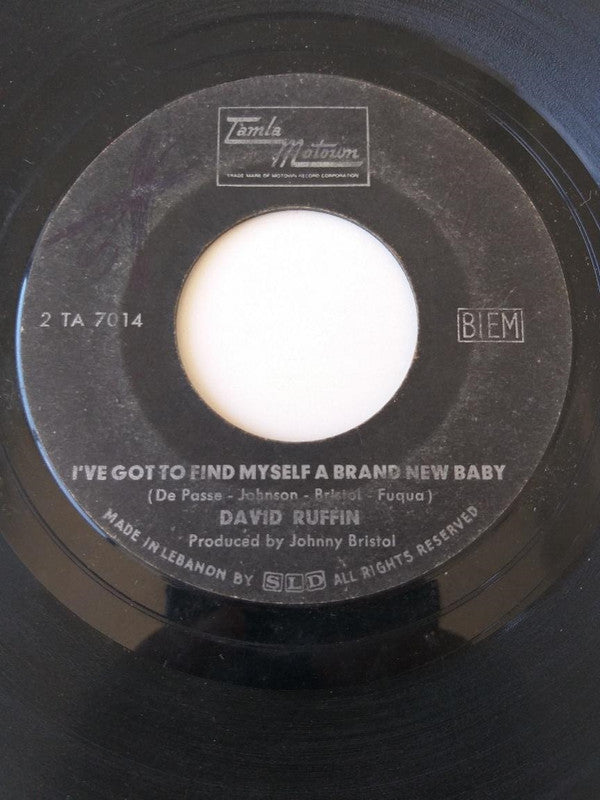 Tamla
Motown
TRADE MARK OF MOTOWN RECORD CORPORATION
2 TA 7014
BIEM
I'VE GOT TO FIND MYSELF A BRAND NEW BABY
(De Passe - Johnson - Bristol - Fuqua)
DAVID RUFFIN
Produced by Johnny Bristol
MADE IN LEBANON BY SLD ALL RIGHTS RESERVED